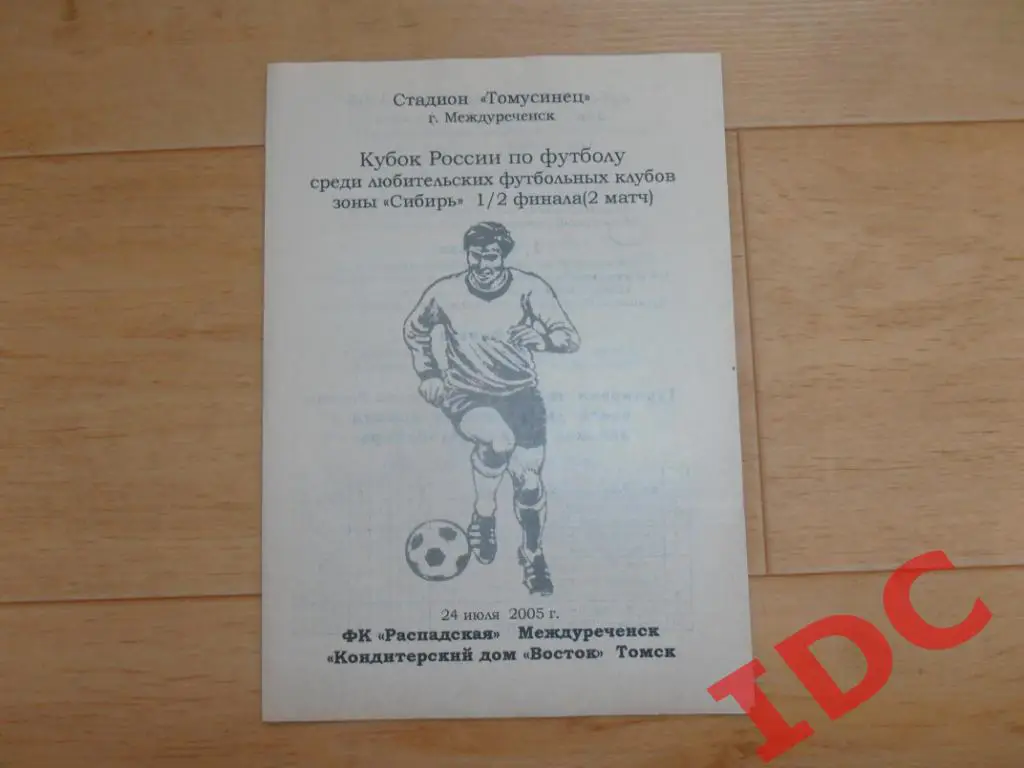 Стадион «Томусинец»
г. Междуреченск
Кубок России по футболу
среди любительских футбольных клубов
зоны «Сибирь» 1/2 финала(2 матч)
24 июля 2005 г.
ФК «Распадская» Междуреченск
«Кондитерский дом «Восток» Томск
IDC